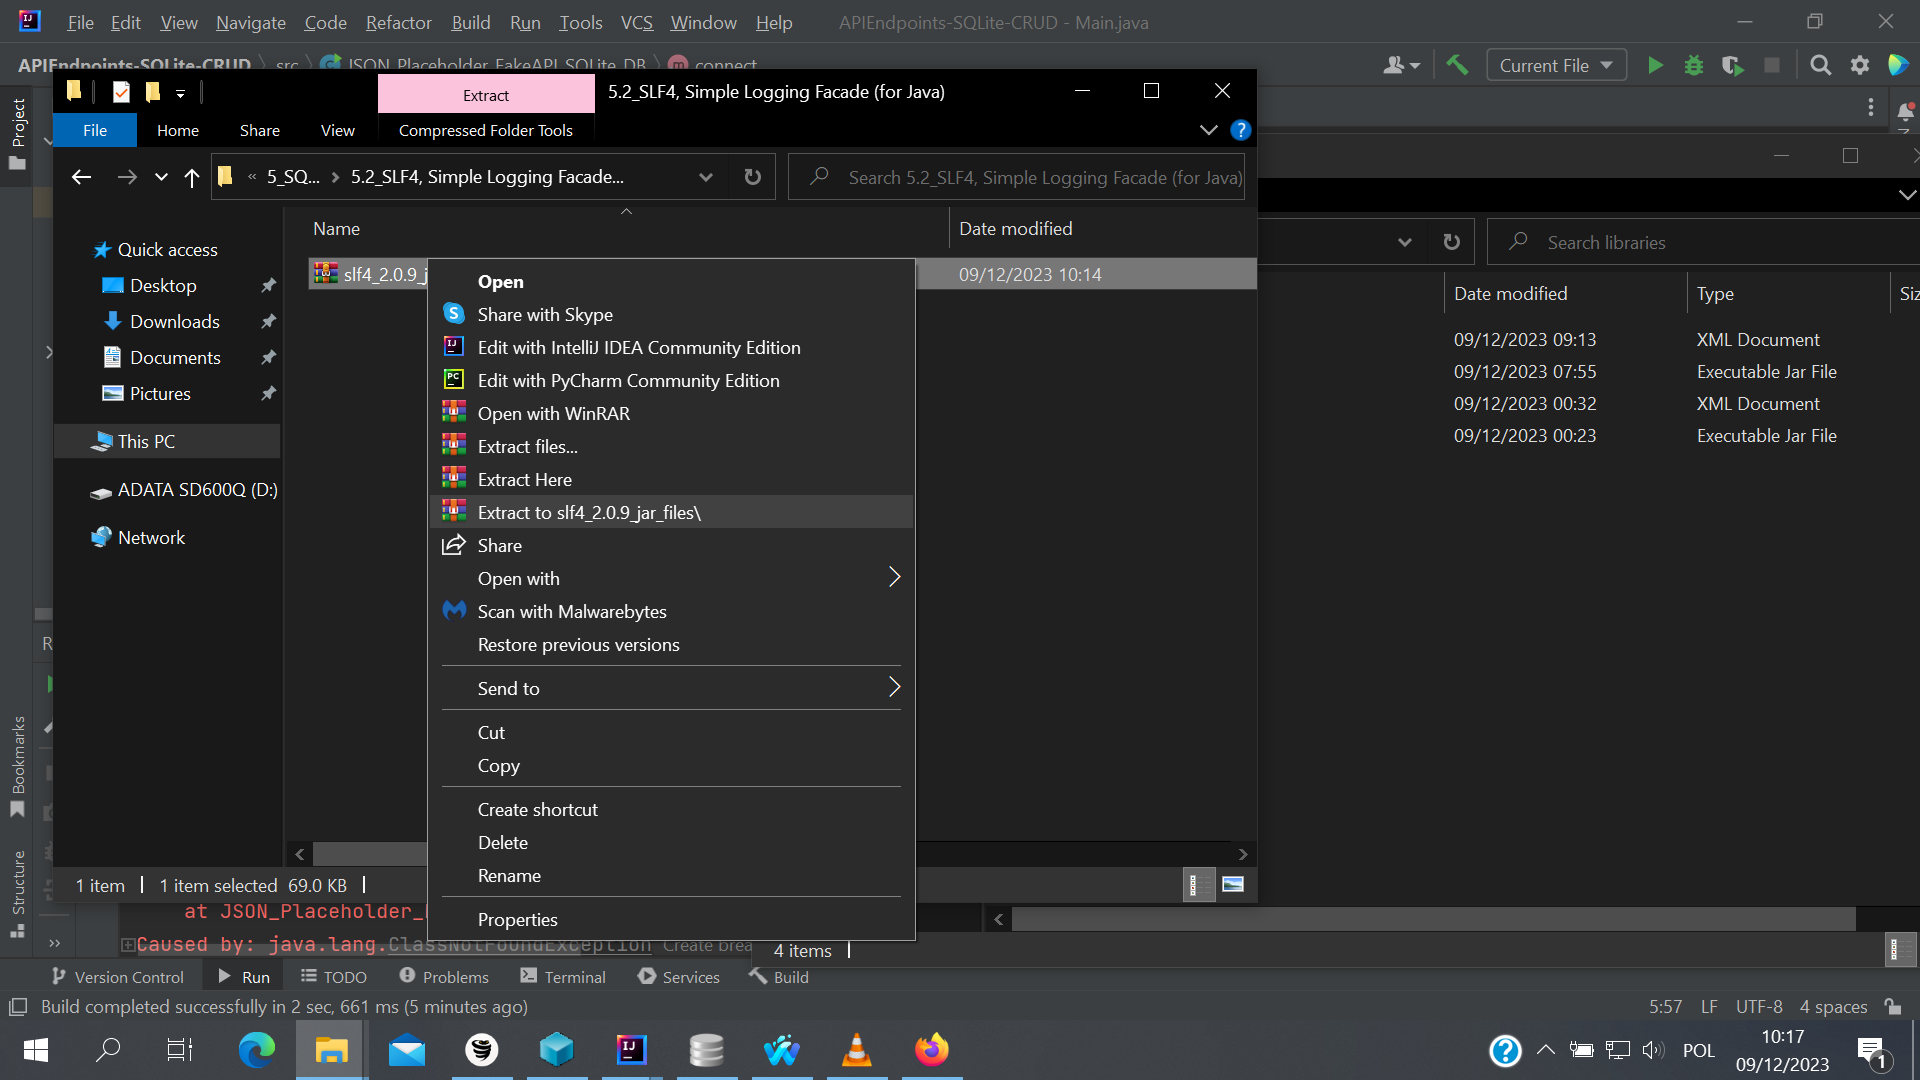 File Edit View Navigate Code Refactor Build Run Tools VCS Window Help APIEndpoints-SQLite-CRUD - Main.java
APIEndpoints-SQLite-CRUD src JSON_Placeholder_FakeAPI_SQLite_DB connect
Current File
Extract
5.2_SLF4, Simple Logging Facade (for Java)
File Home Share View Compressed Folder Tools
Project
« 5_SQ... > 5.2_SLF4, Simple Logging Facade...
Search 5.2_SLF4, Simple Logging Facade (for Java)
Name Date modified
Search libraries
Quick access
Desktop
Downloads
Documents
Pictures
This PC
ADATA SD600Q (D:)
Network
slf4_2.0.9_j
09/12/2023 10:14
Open
Share with Skype
Edit with IntelliJ IDEA Community Edition
Edit with PyCharm Community Edition
Open with WinRAR
Extract files...
Extract Here
Extract to slf4_2.0.9_jar_files\
Share
Open with
Scan with Malwarebytes
Restore previous versions
Send to
Cut
Copy
Create shortcut
Delete
Rename
Properties
Date modified Type Siz
09/12/2023 09:13 XML Document
09/12/2023 07:55 Executable Jar File
09/12/2023 00:32 XML Document
09/12/2023 00:23 Executable Jar File
R
Bookmarks
Structure
1 item 1 item selected 69.0 KB
at JSON_Placeholder_
Caused by: java.lang.ClassNotFoundException Create brea
4 items
Version Control Run TODO Problems Terminal Services Build
Build completed successfully in 2 sec, 661 ms (5 minutes ago)
5:57 LF UTF-8 4 spaces
POL
10:17
09/12/2023
1